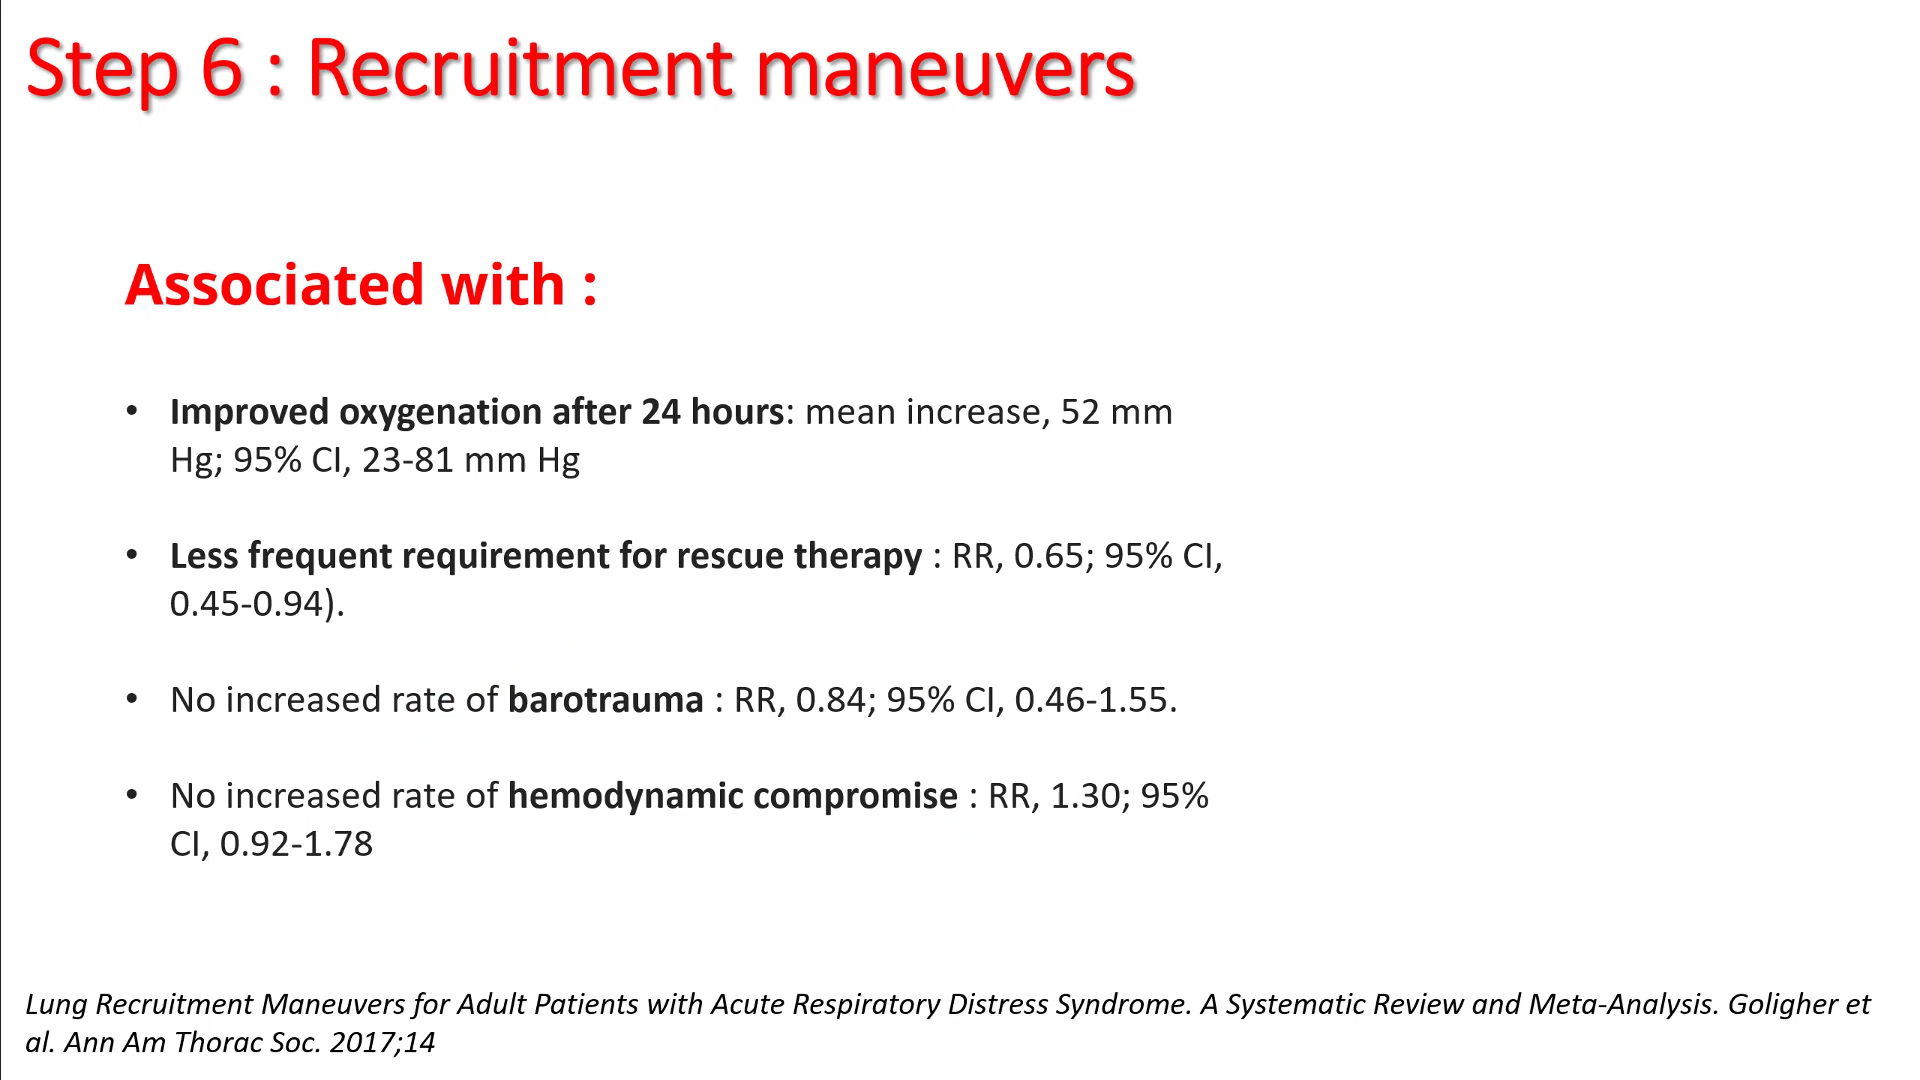 Step 6 : Recruitment maneuvers
Associated with :
• Improved oxygenation after 24 hours: mean increase, 52 mm
Hg; 95% CI, 23-81 mm Hg
• Less frequent requirement for rescue therapy : RR, 0.65; 95% CI,
0.45-0.94).
• No increased rate of barotrauma : RR, 0.84; 95% CI, 0.46-1.55.
• No increased rate of hemodynamic compromise : RR, 1.30; 95%
CI, 0.92-1.78
Lung Recruitment Maneuvers for Adult Patients with Acute Respiratory Distress Syndrome. A Systematic Review and Meta-Analysis. Goligher et
al. Ann Am Thorac Soc. 2017;14